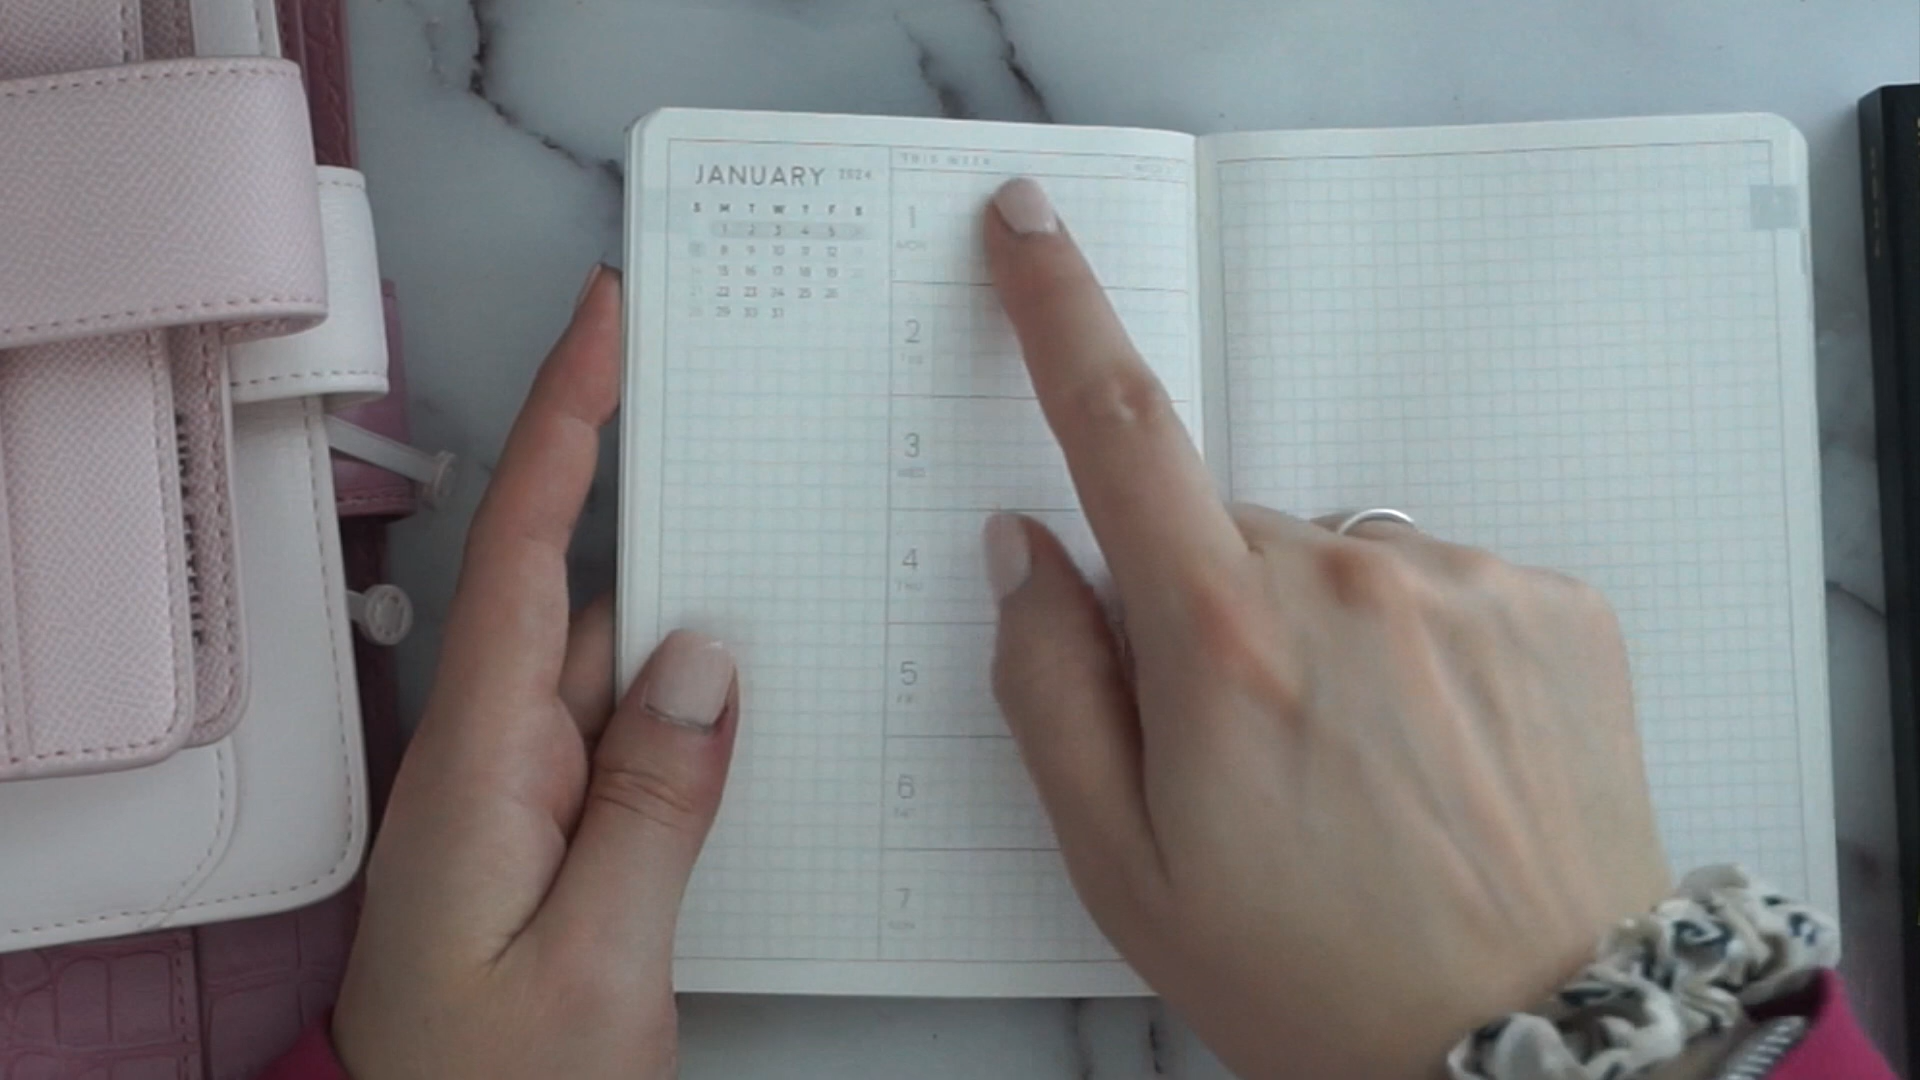 JANUARY 2024
S M T W T F S
1 2 3 4 5 6
7 8 9 10 11 12
14 15 16 17 18 19 20
21 22 23 24 25 26
28 29 30 31
THIS WEEK
1
MON
2
TUE
3
WED
4
THU
5
FRI
6
SAT
7
SUN